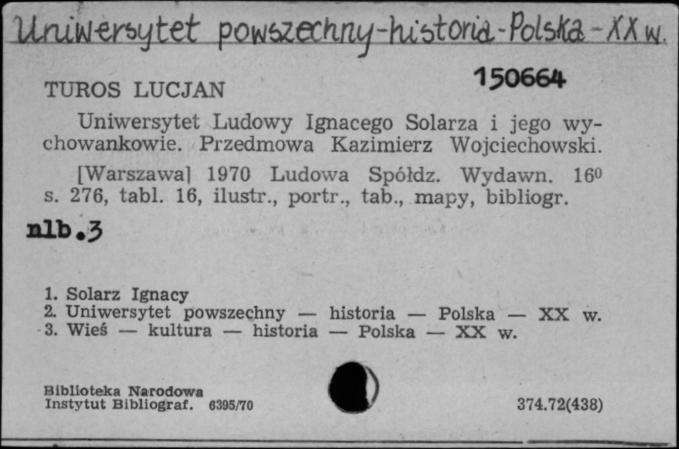 Uniwersytet powszechny-historia-Polska-XX w.
150664
TUROS LUCJAN
Uniwersytet Ludowy Ignacego Solarza i jego wy-
chowankowie. Przedmowa Kazimierz Wojciechowski.
[Warszawa] 1970 Ludowa Spółdz. Wydawn. 16⁰
s. 276, tabl. 16, ilustr., portr., tab., mapy, bibliogr.
nlb.3
1. Solarz Ignacy
2. Uniwersytet powszechny — historia — Polska — XX w.
3. Wieś — kultura — historia — Polska — XX w.
Biblioteka Narodowa
Instytut Bibliograf. 6395/70
374.72(438)